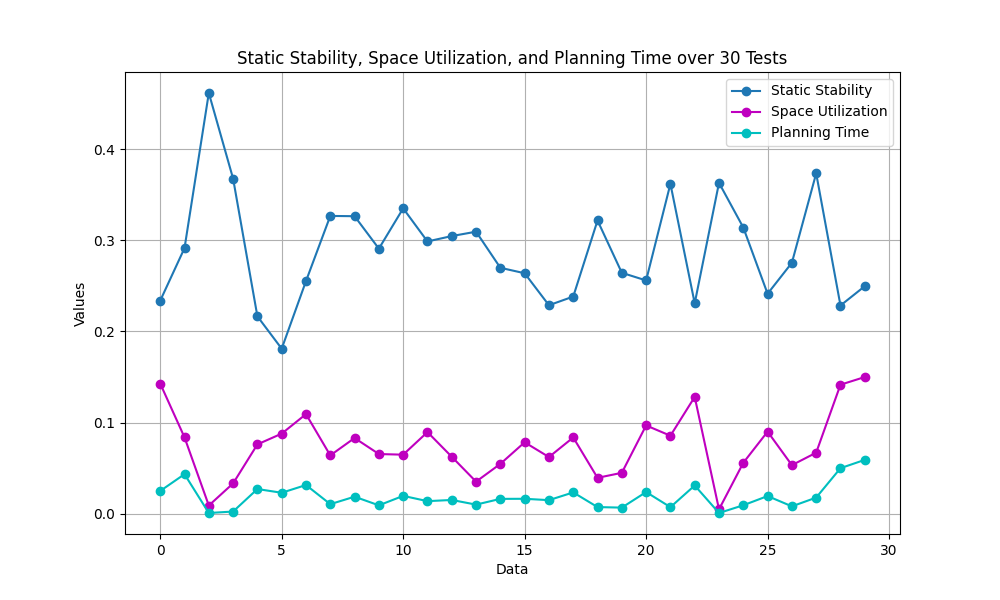 Static Stability, Space Utilization, and Planning Time over 30 Tests
Static Stability
Space Utilization
Planning Time
Values
0.4
0.3
0.2
0.1
0.0
0 5 10 15 20 25 30
Data